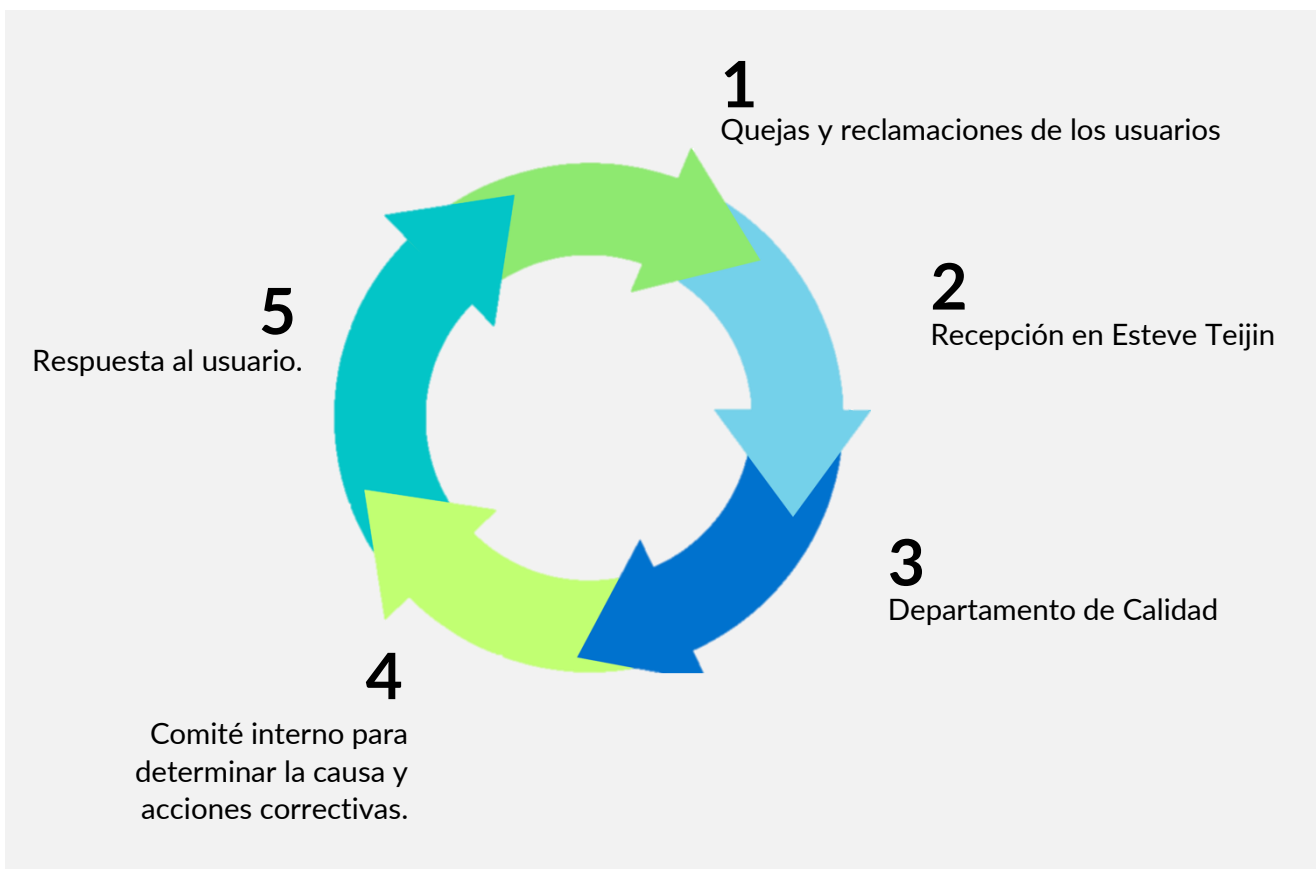 1
Quejas y reclamaciones de los usuarios
2
Recepción en Esteve Teijin
3
Departamento de Calidad
4
Comité interno para
determinar la causa y
acciones correctivas.
5
Respuesta al usuario.